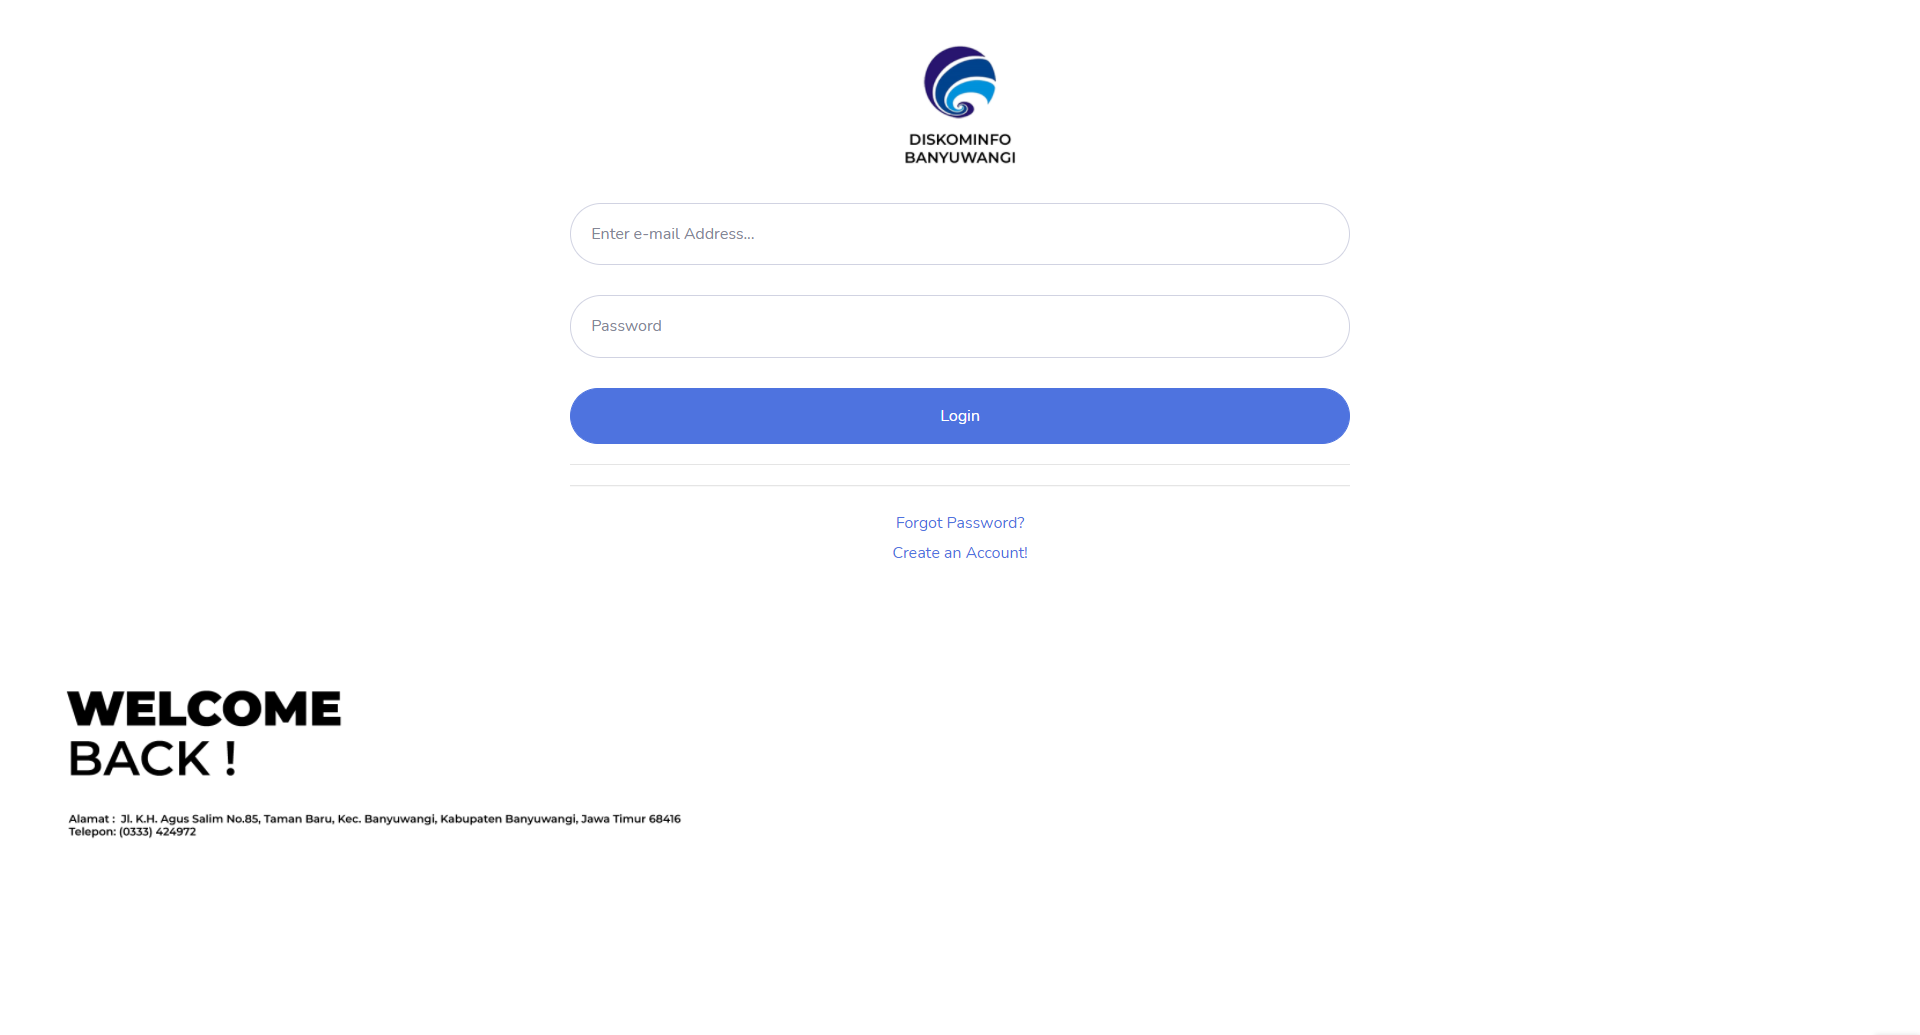 DISKOMINFO
BANYUWANGI
Enter e-mail Address...
Password
Login
Forgot Password?
Create an Account!
WELCOME
BACK !
Alamat : Jl. K.H. Agus Salim No.85, Taman Baru, Kec. Banyuwangi, Kabupaten Banyuwangi, Jawa Timur 68416
Telepon: (0333) 424972